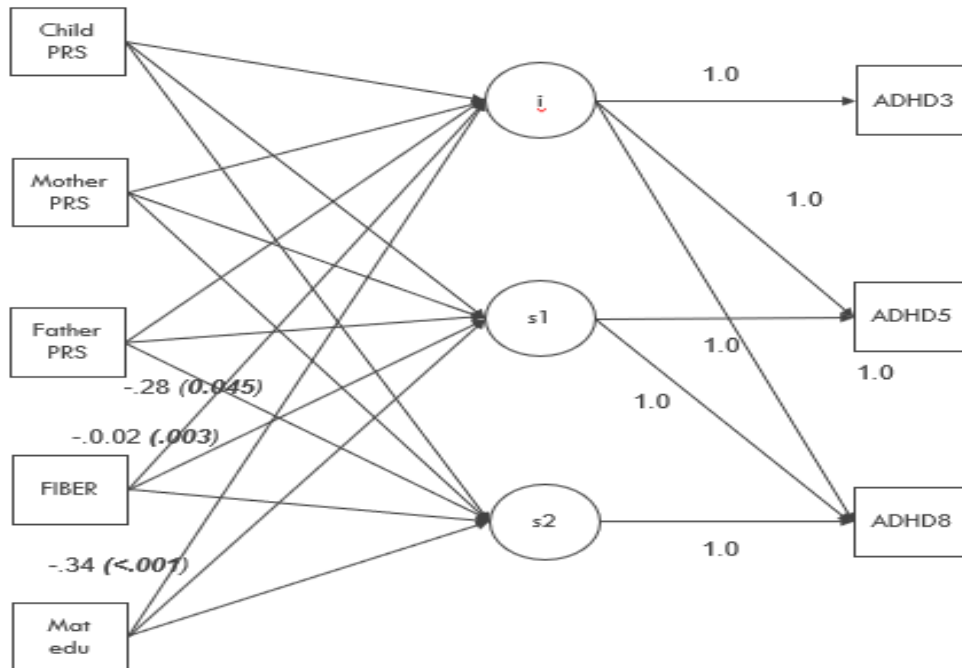 Child
PRS
i
1.0
ADHD3
Mother
PRS
1.0
Father
PRS
s1
ADHD5
1.0
1.0
-.28 (0.045)
1.0
-.0.02 (.003)
FIBER
s2
ADHD8
1.0
-.34 (<.001)
Mat
edu